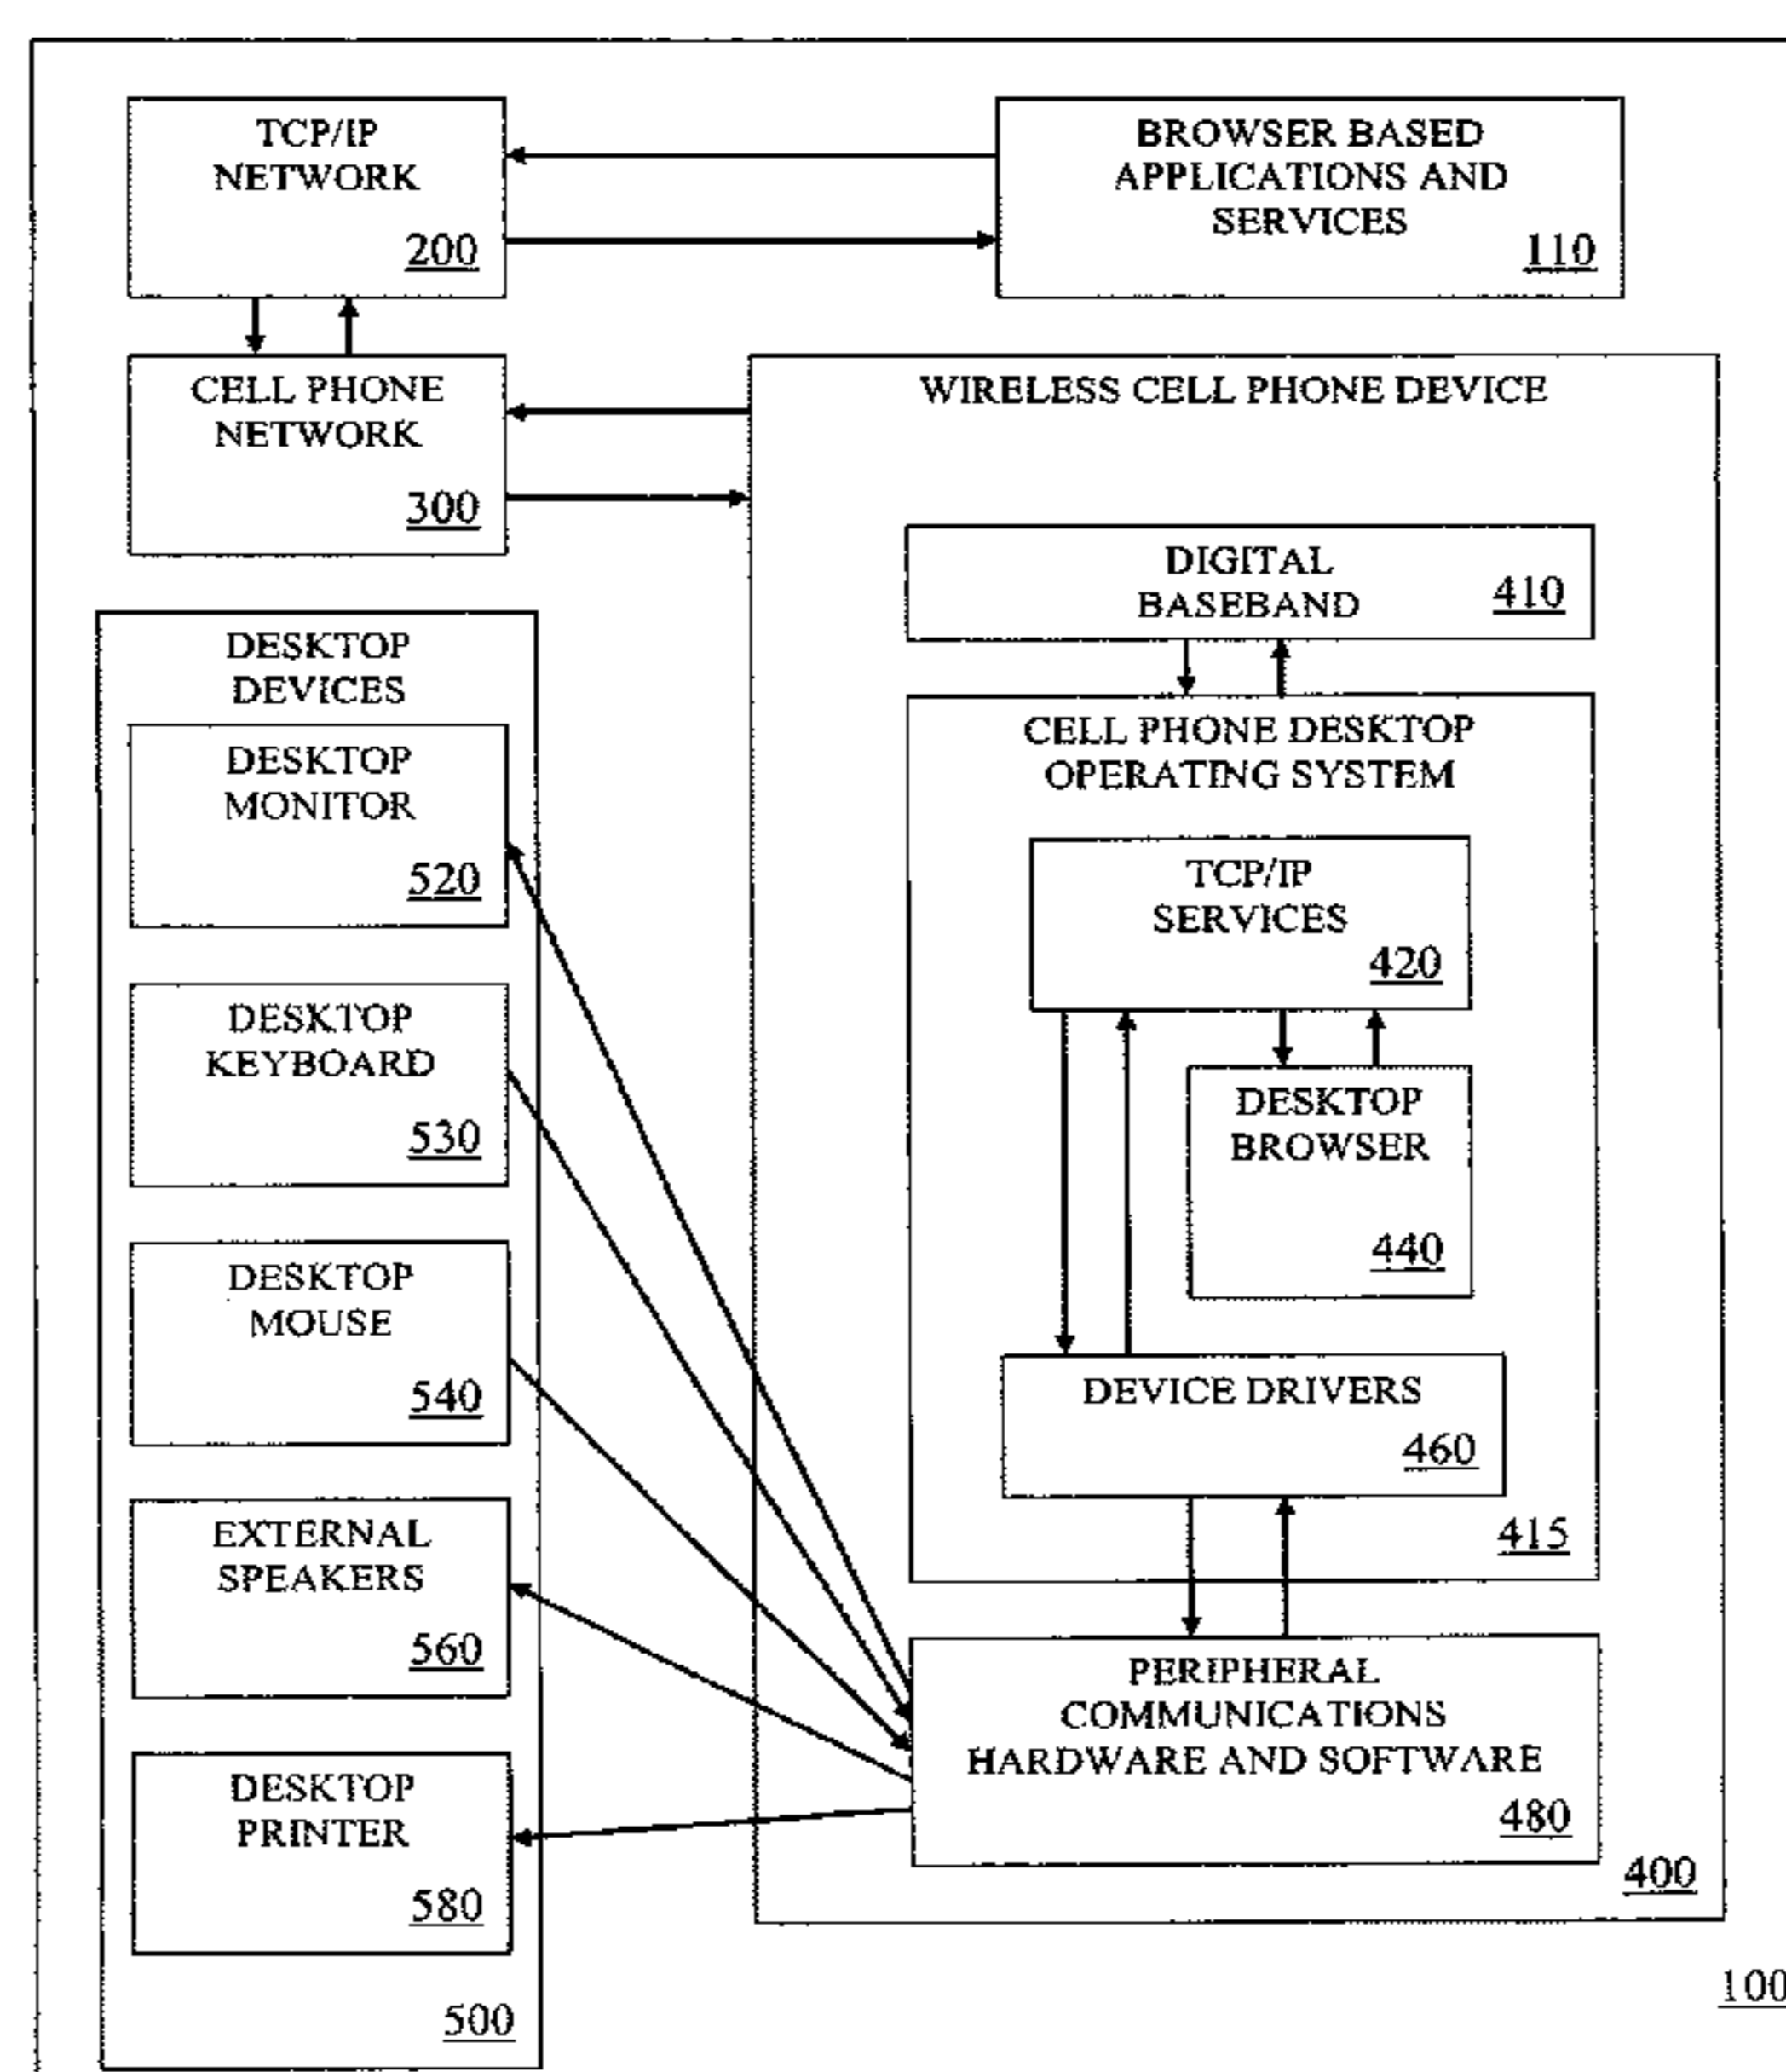 TCP/IP
NETWORK
200
BROWSER BASED
APPLICATIONS AND
SERVICES
110
CELL PHONE
NETWORK
300
WIRELESS CELL PHONE DEVICE
DIGITAL
BASEBAND
410
CELL PHONE DESKTOP
OPERATING SYSTEM
TCP/IP
SERVICES
420
DESKTOP
BROWSER
440
DEVICE DRIVERS
460
415
PERIPHERAL
COMMUNICATIONS
HARDWARE AND SOFTWARE
480
400
DESKTOP
DEVICES
DESKTOP
MONITOR
520
DESKTOP
KEYBOARD
530
DESKTOP
MOUSE
540
EXTERNAL
SPEAKERS
560
DESKTOP
PRINTER
580
500
100